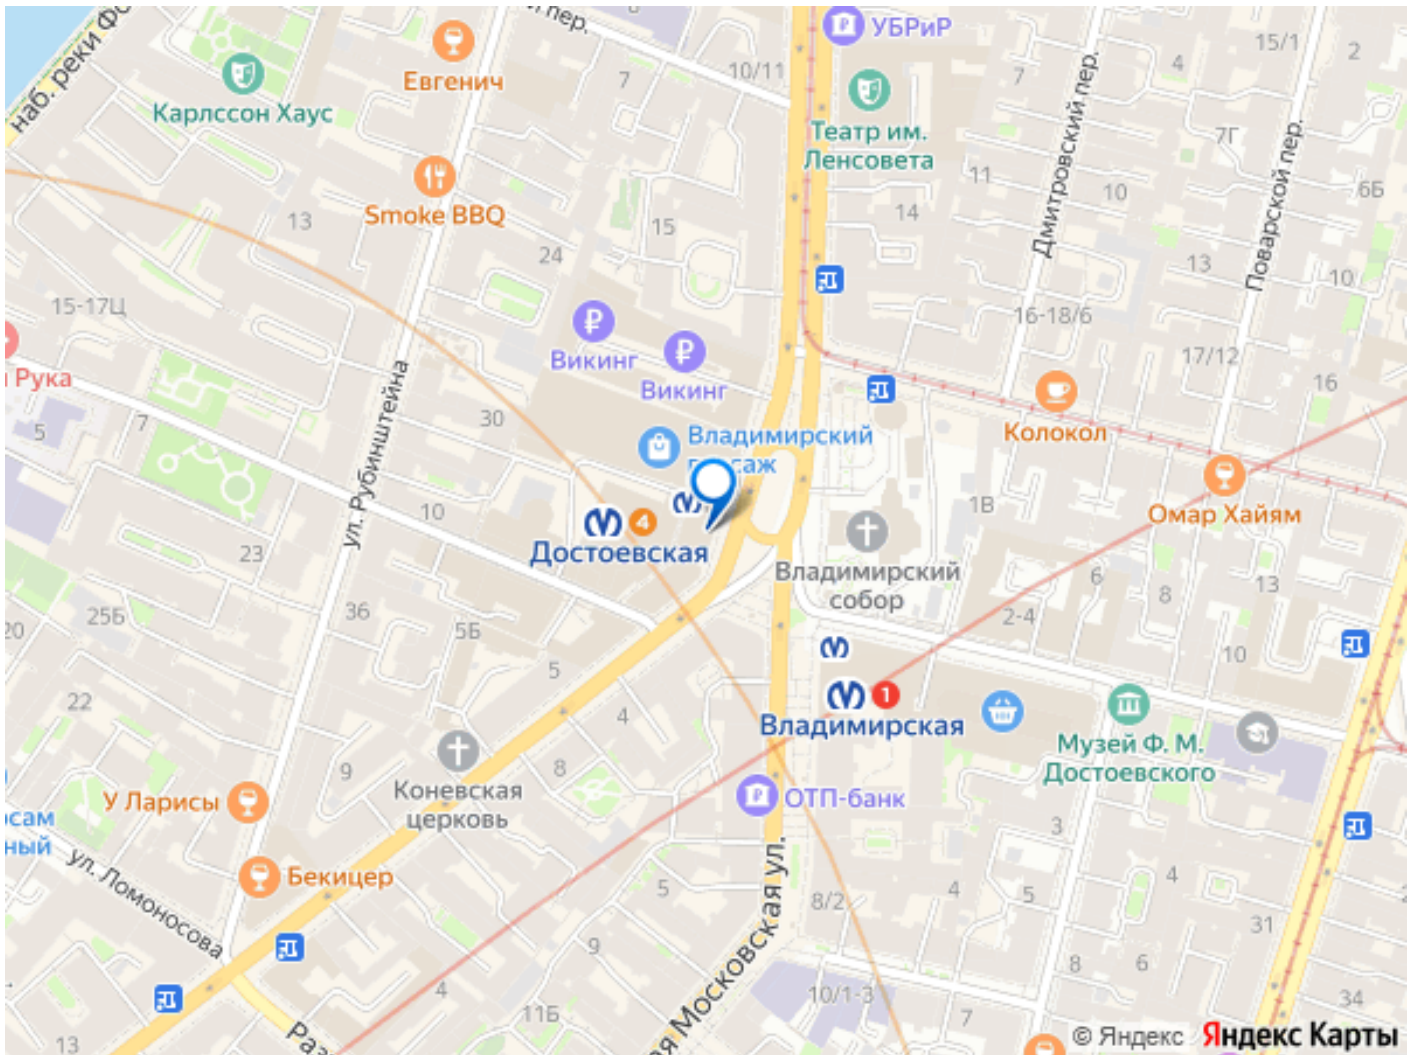 наб. реки Фо
пер.
УБРиР
15/1
2
Евгенич
7
10/11
7
4
Карлссон Хаус
Театр им.
Ленсовета
Дмитровский пер.
7Г
Поварской пер.
11
10
6Б
Smoke BBQ
13
15
14
24
13
10
15-17Ц
16-18/6
Викинг
Викинг
17/12
16
Рука
7
5
30
ул. Рубинштейна
Владимирский
саж
Колокол
10
4
Достоевская
1В
Омар Хайям
23
Владимирский
собор
6
13
8
2-4
25Б
36
5Б
20
5
10
22
4
1
Владимирская
Музей Ф. М.
Достоевского
9
8
Коневская
церковь
У Ларисы
ОТП-банк
сам
ный
3
ул. Ломоносова
Бекицер
5
8/2
4
5
4
31
9
ая Московская ул.
8
6
4
10/1-3
34
11Б
7
13
Раз
© Яндекс Яндекс Карты